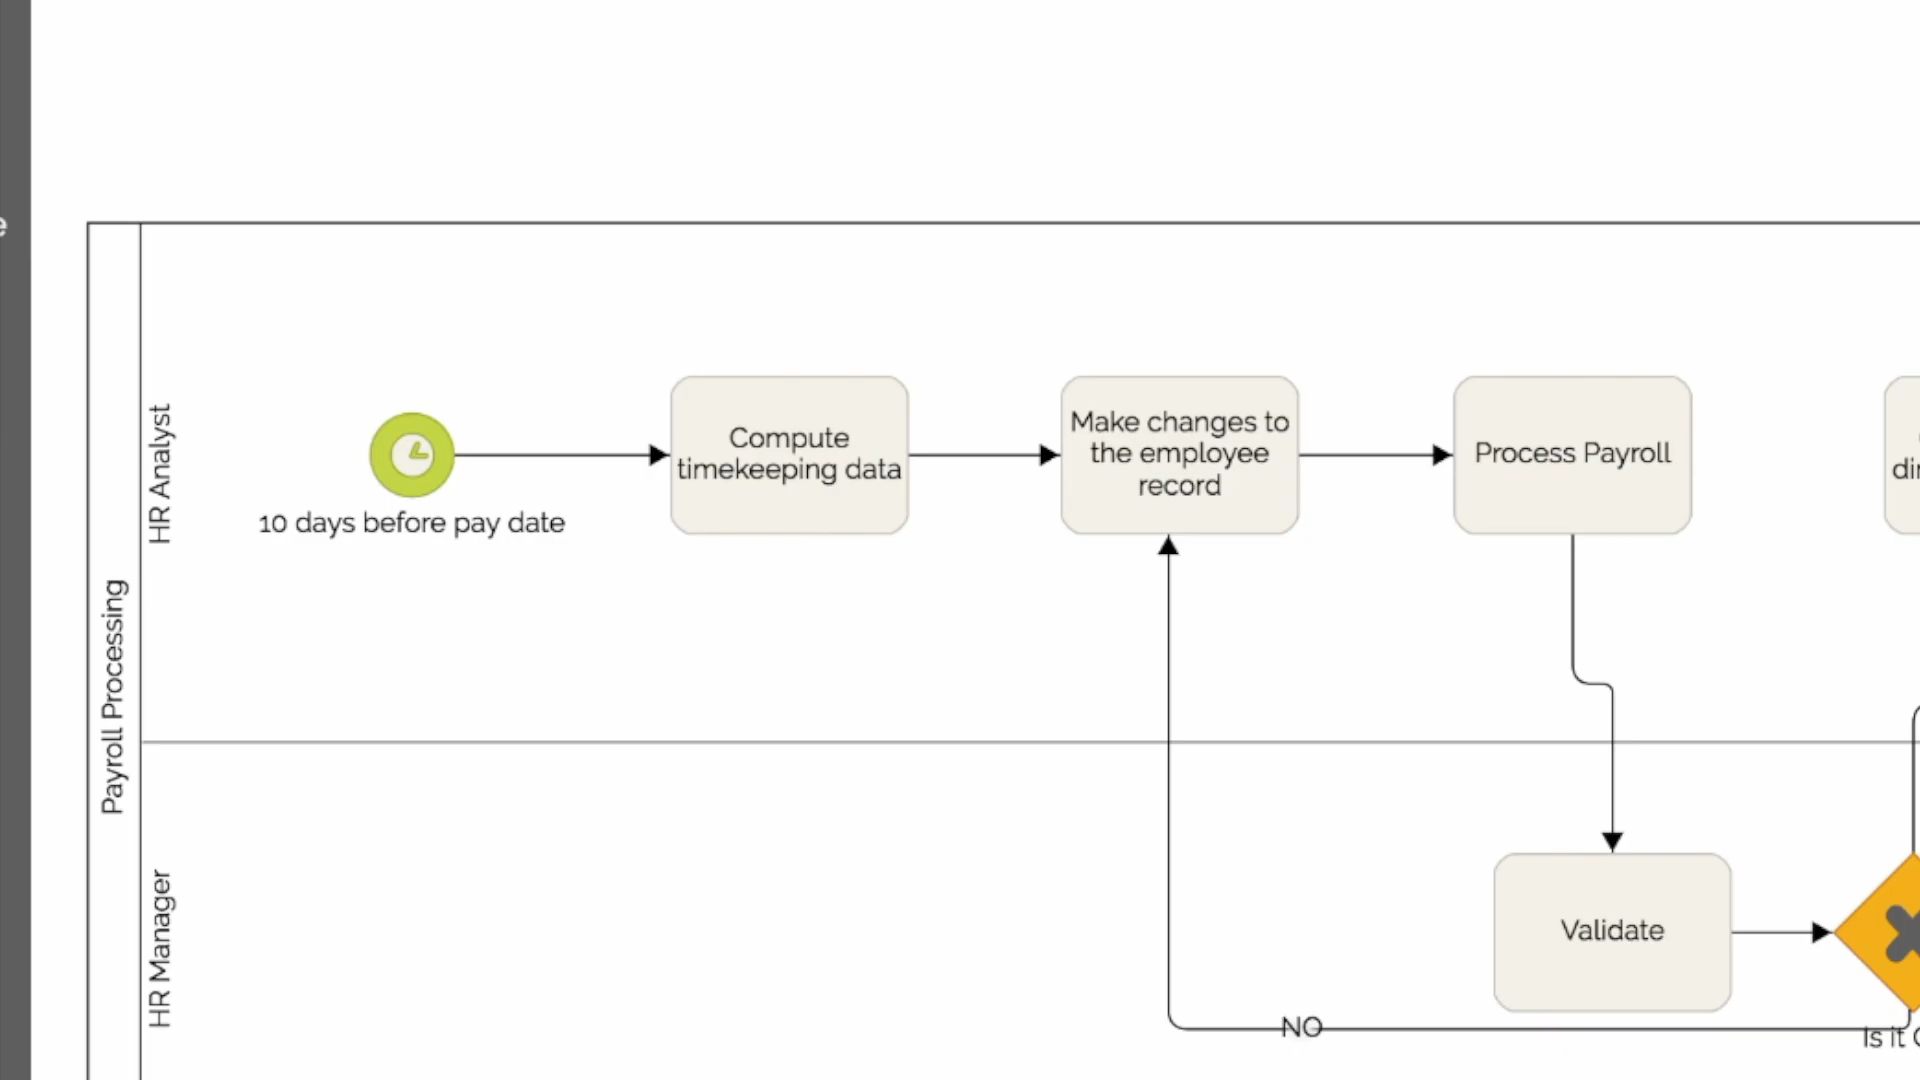 Payroll Processing
HR Analyst
10 days before pay date
Compute
timekeeping data
Make changes to
the employee
record
Process Payroll
HR Manager
Validate
NO
Is it